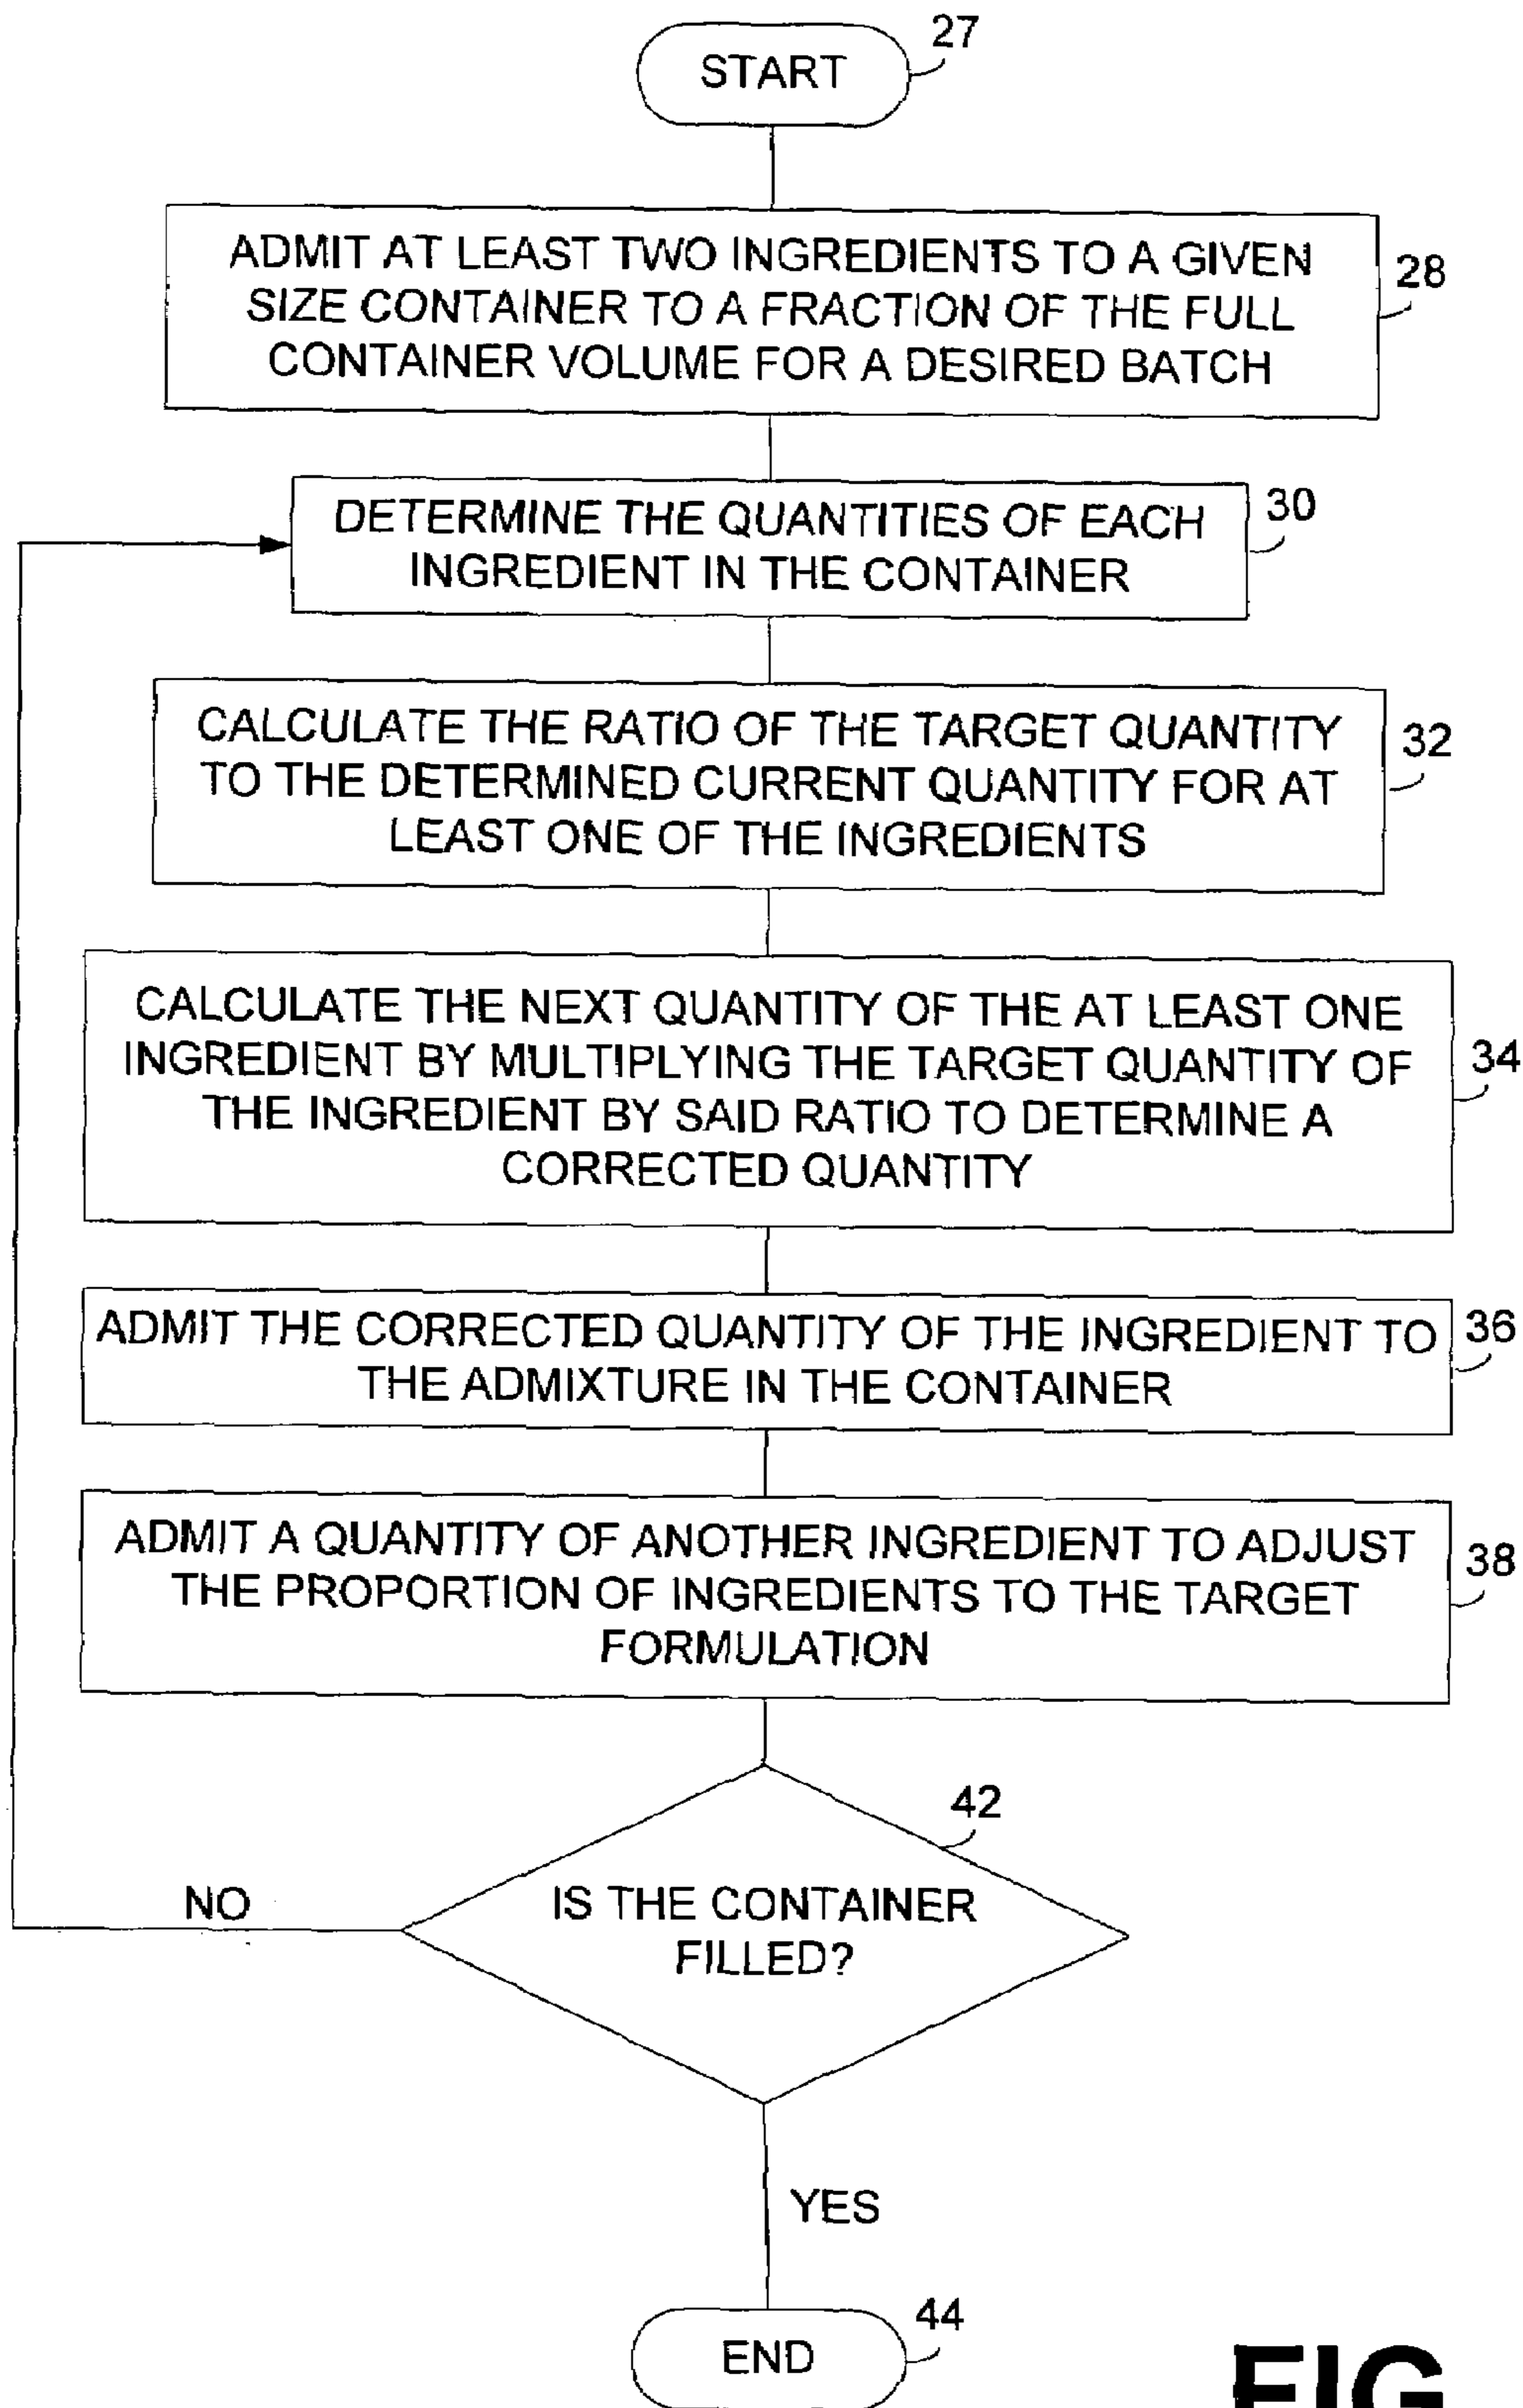 START
27
ADMIT AT LEAST TWO INGREDIENTS TO A GIVEN
SIZE CONTAINER TO A FRACTION OF THE FULL
CONTAINER VOLUME FOR A DESIRED BATCH
28
DETERMINE THE QUANTITIES OF EACH
INGREDIENT IN THE CONTAINER
30
CALCULATE THE RATIO OF THE TARGET QUANTITY
TO THE DETERMINED CURRENT QUANTITY FOR AT
LEAST ONE OF THE INGREDIENTS
32
CALCULATE THE NEXT QUANTITY OF THE AT LEAST ONE
INGREDIENT BY MULTIPLYING THE TARGET QUANTITY OF
THE INGREDIENT BY SAID RATIO TO DETERMINE A
CORRECTED QUANTITY
34
ADMIT THE CORRECTED QUANTITY OF THE INGREDIENT TO
THE ADMIXTURE IN THE CONTAINER
36
ADMIT A QUANTITY OF ANOTHER INGREDIENT TO ADJUST
THE PROPORTION OF INGREDIENTS TO THE TARGET
FORMULATION
38
42
IS THE CONTAINER
FILLED?
NO
YES
END
44
FIG